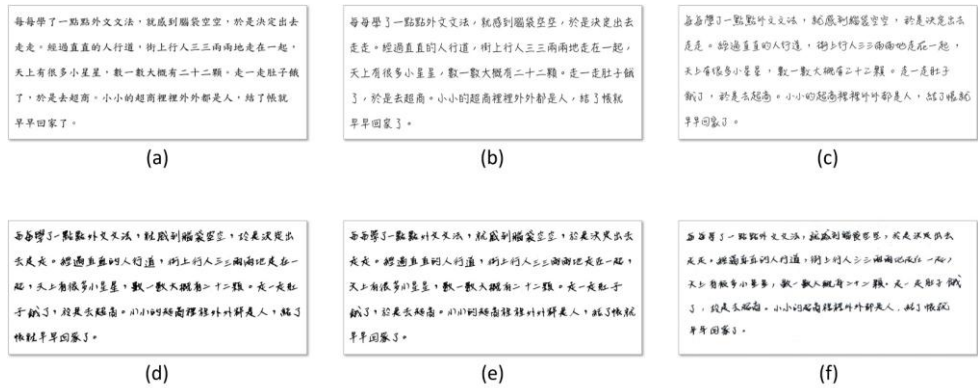 每每學了一點點外文文法，就感到腦袋空空，於是決定出去
走走。經過直直的人行道，街上行人三三兩兩地走在一起，
天上有很多小星星，數一數大概有二十二顆。走一走肚子餓
了，於是去超商。小小的超商裡裡外外都是人，結了帳就
早早回家了。
(a)
每每學了一點點外文文法，就感到腦袋空空，於是決定出去
走走。經過直直的人行道，街上行人三三兩兩地走在一起，
天上有很多小星星，數一數大概有二十二顆。走一走肚子餓
了，於是去超商。小小的超商裡裡外外都是人，結了帳就
早早回家了。
(b)
每每學了一點點外文文法，就感到腦袋空空，於是決定出去
走走。經過直直的人行道，街上行人三三兩兩地走在一起，
天上有很多小星星，數一數大概有二十二顆。走一走肚子
餓了，於是去超商。小小的超商裡裡外外都是人，結了帳就
早早回家了。
(c)
每每學了一點點外文文法，就感到腦袋空空，於是決定出
去走走。經過直直的人行道，街上行人三三兩兩地走在一
起，天上有很多小星星，數一數大概有二十二顆。走一走肚
子餓了，於是去超商。小小的超商裡裡外外都是人，結了
帳就早早回家了。
(d)
每每學了一點點外文文法，就感到腦袋空空，於是決定出去
走走。經過直直的人行道，街上行人三三兩兩地走在一起，
天上有很多小星星，數一數大概有二十二顆。走一走肚子
餓了，於是去超商。小小的超商裡裡外外都是人，結了帳就
早早回家了。
(e)
每每學了一點點外文文法，就感到腦袋空空，於是決定出去
走走。經過直直的人行道，街上行人三三兩兩地走在一起，
天上有很多小星星，數一數大概有二十二顆。走一走肚子餓
了，於是去超商。小小的超商裡裡外外都是人，結了帳就
早早回家了。
(f)